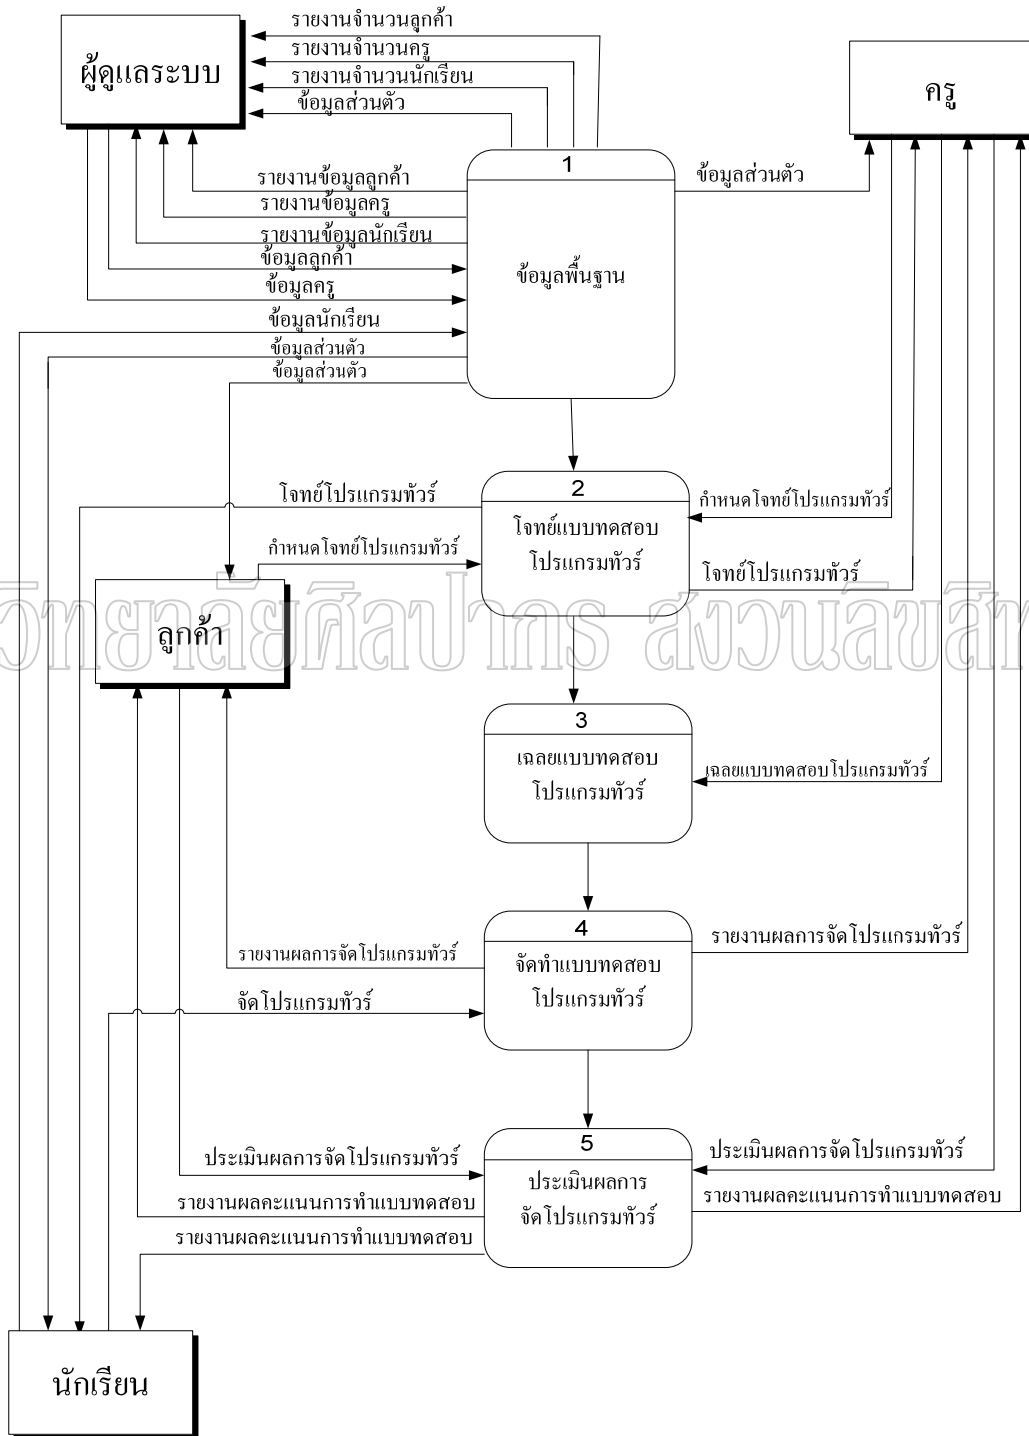 รายงานจำนวนลูกค้า
รายงานจำนวนครู
รายงานจำนวนนักเรียน
ข้อมูลส่วนตัว
ผู้ดูแลระบบ
ครู
1
ข้อมูลพื้นฐาน
ข้อมูลส่วนตัว
รายงานข้อมูลลูกค้า
รายงานข้อมูลครู
รายงานข้อมูลนักเรียน
ข้อมูลลูกค้า
ข้อมูลครู
ข้อมูลนักเรียน
ข้อมูลส่วนตัว
ข้อมูลส่วนตัว
2
โจทย์แบบทดสอบ
โปรแกรมทัวร์
โจทย์โปรแกรมทัวร์
กำหนดโจทย์โปรแกรมทัวร์
กำหนดโจทย์โปรแกรมทัวร์
โจทย์โปรแกรมทัวร์
วิทยาลัยศิลปากร สงวนลิขสิท
ลูกค้า
3
เฉลยแบบทดสอบ
โปรแกรมทัวร์
เฉลยแบบทดสอบโปรแกรมทัวร์
4
จัดทำแบบทดสอบ
โปรแกรมทัวร์
รายงานผลการจัดโปรแกรมทัวร์
รายงานผลการจัดโปรแกรมทัวร์
จัดโปรแกรมทัวร์
5
ประเมินผลการ
จัดโปรแกรมทัวร์
ประเมินผลการจัดโปรแกรมทัวร์
ประเมินผลการจัดโปรแกรมทัวร์
รายงานผลคะแนนการทำแบบทดสอบ
รายงานผลคะแนนการทำแบบทดสอบ
รายงานผลคะแนนการทำแบบทดสอบ
นักเรียน